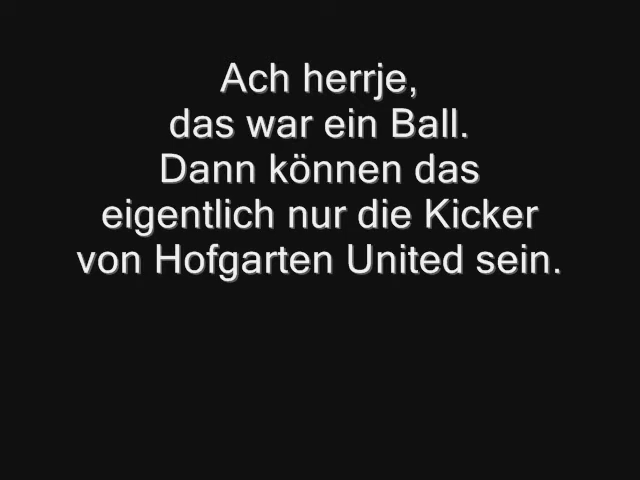 Ach herrje,
das war ein Ball.
Dann können das
eigentlich nur die Kicker
von Hofgarten United sein.